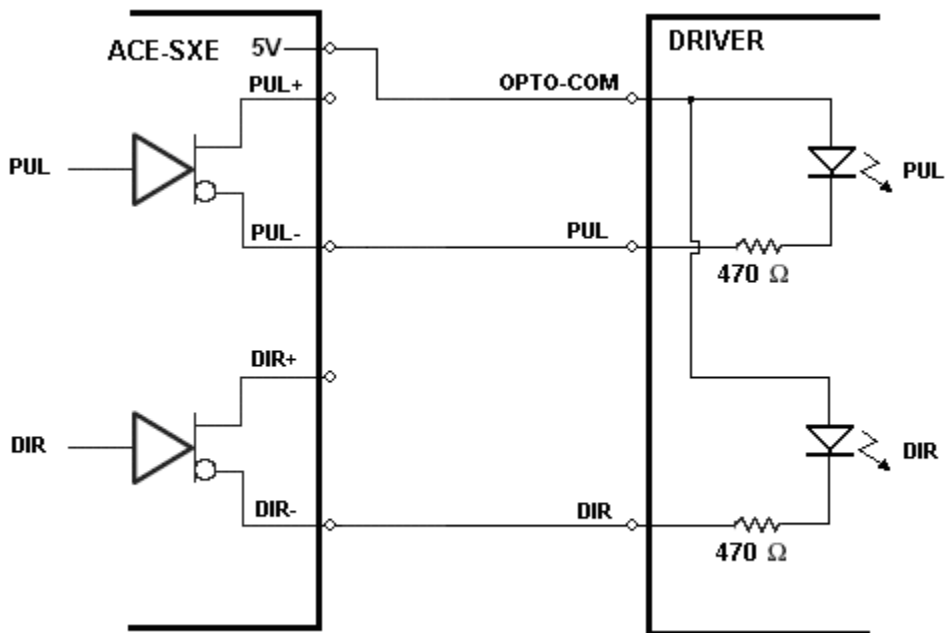 ACE-SXE
5V
PUL+
PUL
PUL-
DIR+
DIR
DIR-
OPTO-COM
PUL
DIR
DRIVER
PUL
470 Ω
DIR
470 Ω